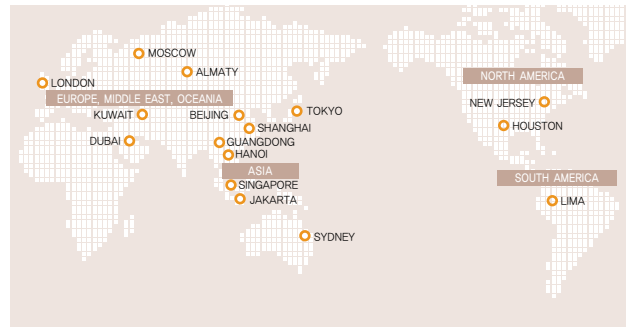 MOSCOW
ALMATY
LONDON
EUROPE, MIDDLE EAST, OCEANIA
KUWAIT
BEIJING
TOKYO
SHANGHAI
DUBAI
GUANGDONG
HANOI
ASIA
SINGAPORE
JAKARTA
SYDNEY
NORTH AMERICA
NEW JERSEY
HOUSTON
SOUTH AMERICA
LIMA